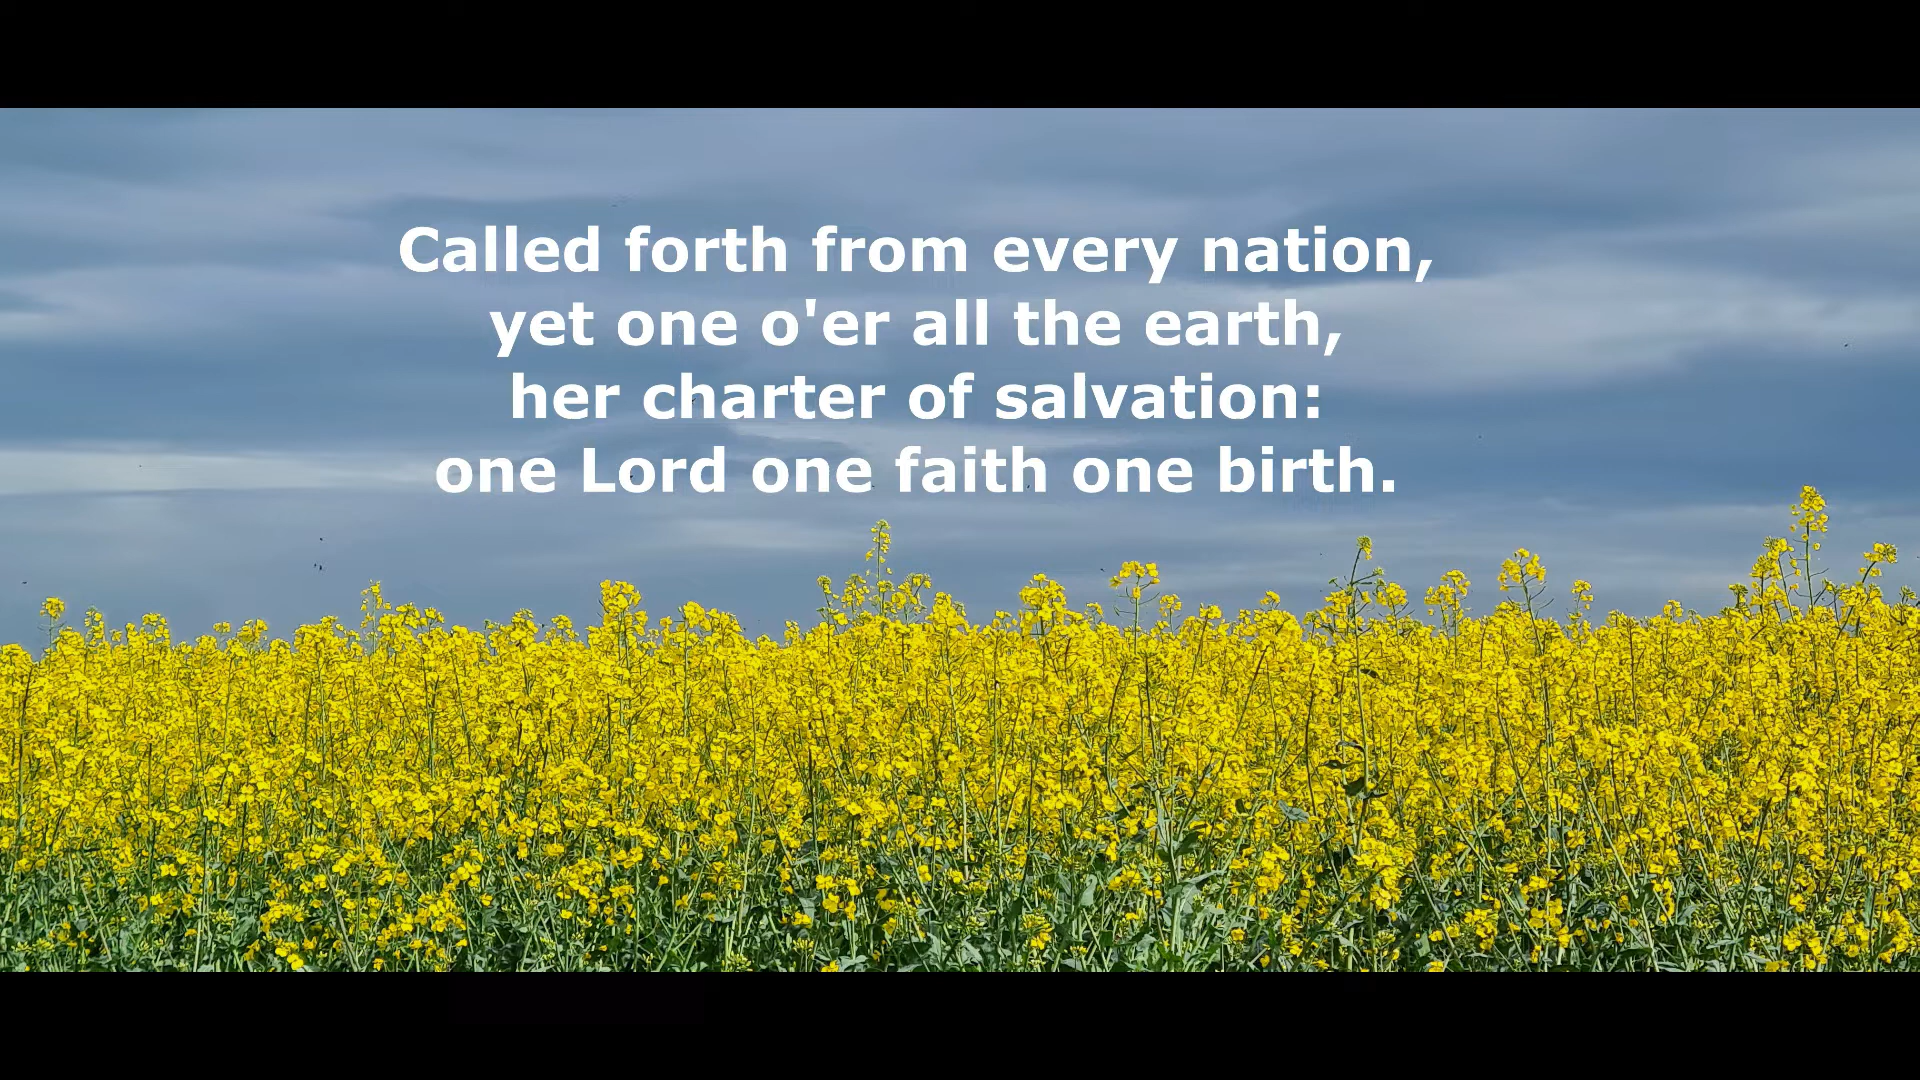 Called forth from every nation,
yet one o'er all the earth,
her charter of salvation:
one Lord one faith one birth.